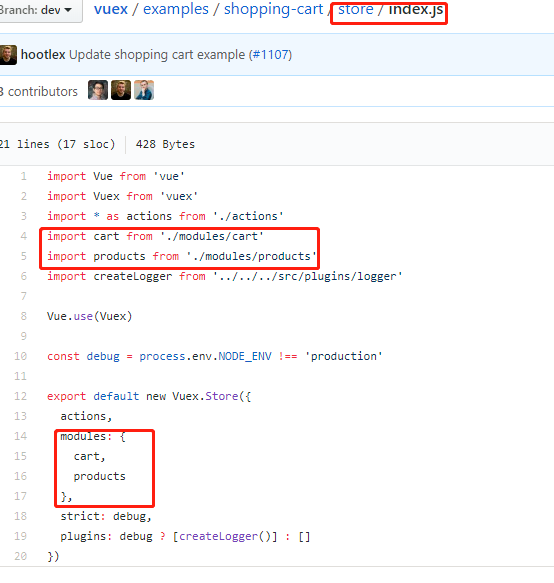 Branch: dev
vuex / examples / shopping-cart / store / index.js
hootlex Update shopping cart example (#1107)
3 contributors
21 lines (17 sloc) 428 Bytes
1 import Vue from 'vue'
2 import Vuex from 'vuex'
3 import * as actions from './actions'
4 import cart from './modules/cart'
5 import products from './modules/products'
6 import createLogger from '../../../src/plugins/logger'
7
8 Vue.use(Vuex)
9
10 const debug = process.env.NODE_ENV !== 'production'
11
12 export default new Vuex.Store({
13 actions,
14 modules: {
15 cart,
16 products
17 },
18 strict: debug,
19 plugins: debug ? [createLogger()] : []
20 })